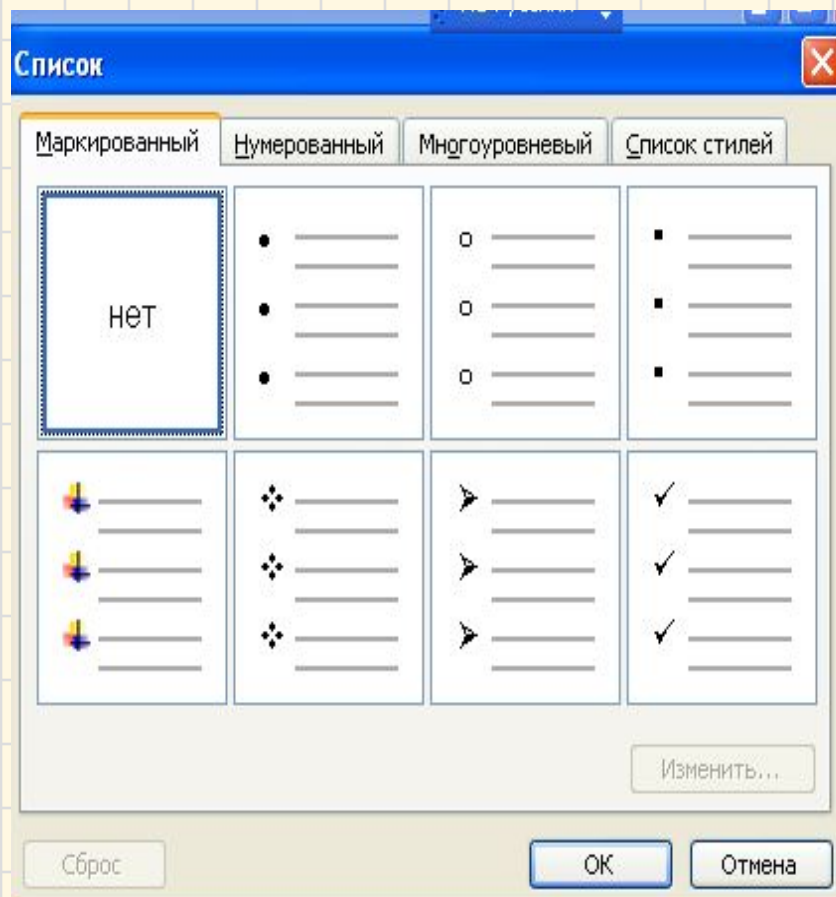 Список
Маркированный Нумерованный Многоуровневый Список стилей
нет
Изменить...
Сброс ОК Отмена